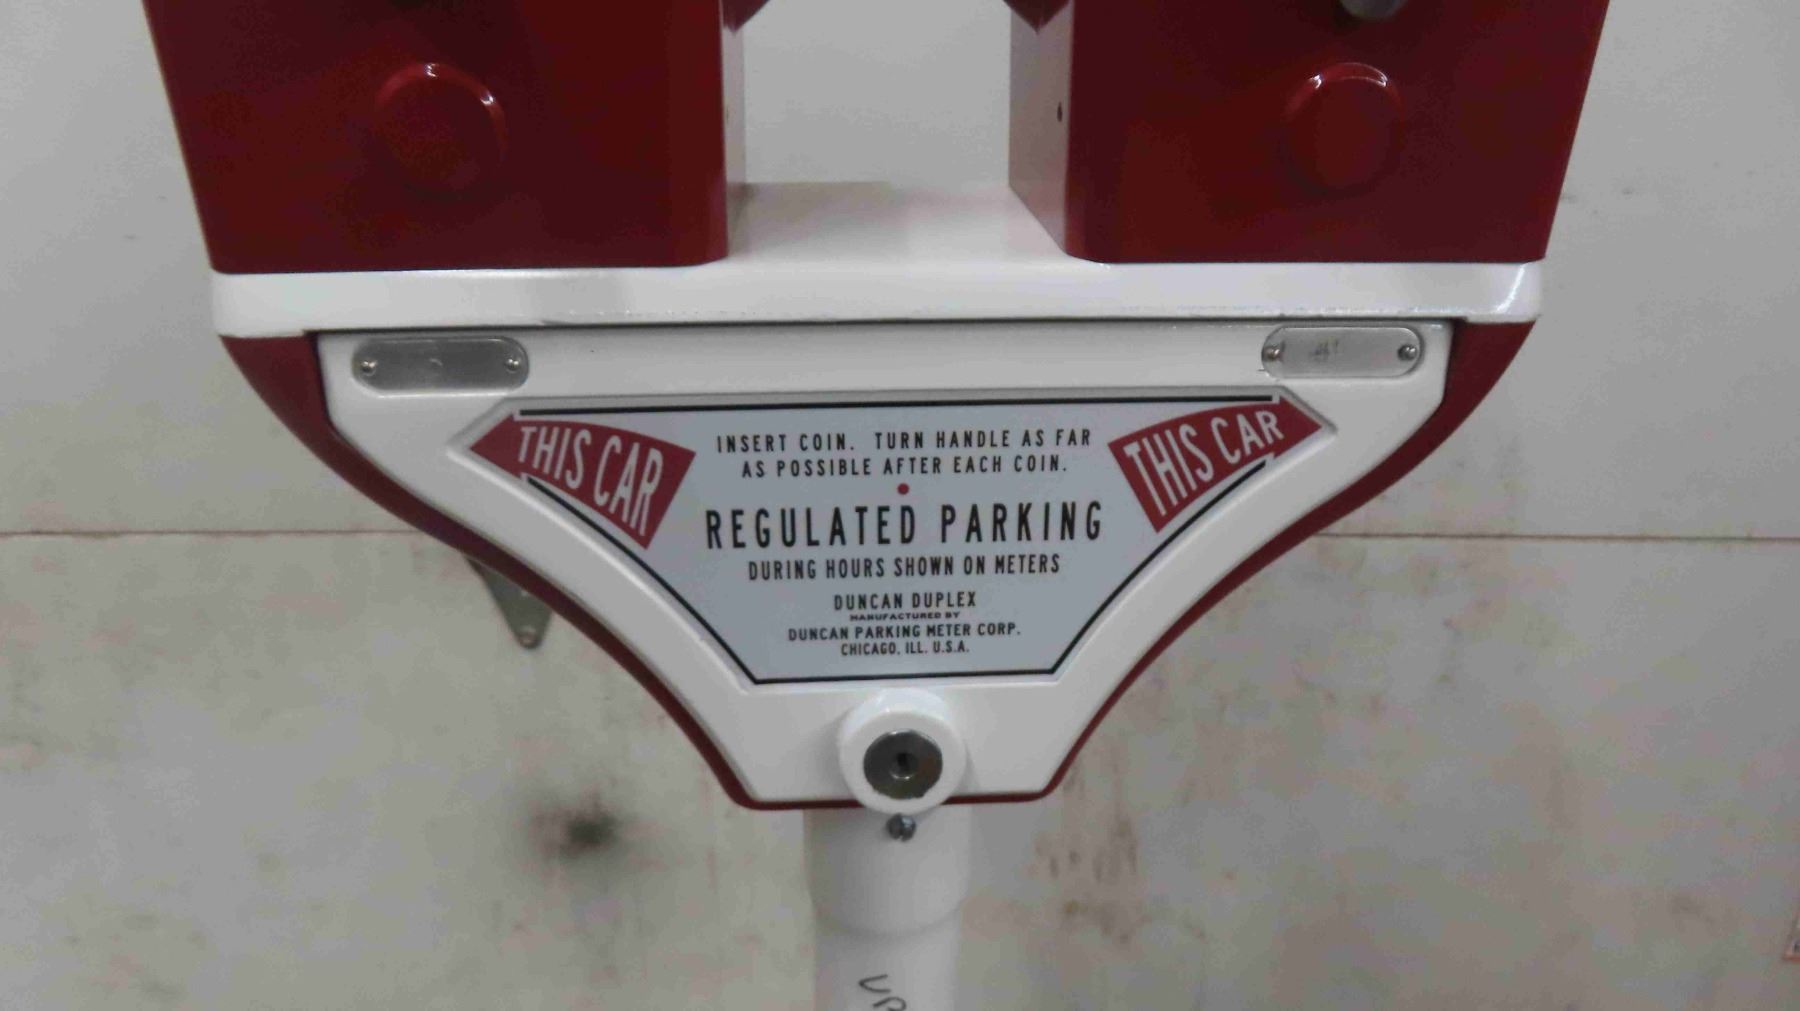 THIS CAR
THIS CAR
INSERT COIN. TURN HANDLE AS FAR
AS POSSIBLE AFTER EACH COIN.
REGULATED PARKING
DURING HOURS SHOWN ON METERS
DUNCAN DUPLEX
MANUFACTURED BY
DUNCAN PARKING METER CORP.
CHICAGO, ILL. U.S.A.